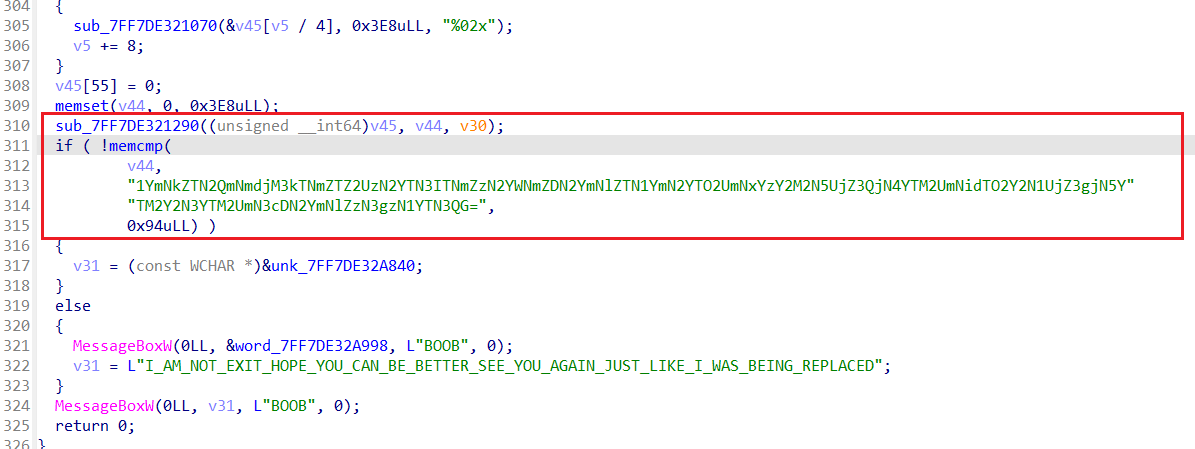 304 {
305 sub_7FF7DE321070(&v45[v5 / 4], 0x3E8uLL, "%02x");
306 v5 += 8;
307 }
308 v45[55] = 0;
309 memset(v44, 0, 0x3E8uLL);
310 sub_7FF7DE321290((unsigned __int64)v45, v44, v30);
311 if ( !memcmp(
312 v44,
313 "1YmNkZTN2QmNmdjM3kTNmZTZ2UzN2YTN3ITNmZzN2YWNmZDN2YmNlZTN1YmN2YTO2UmNxYzY2M2N5UjZ3QjN4YTM2UmNidTO2Y2N1UjZ3gjN5Y"
314 "TM2Y2N3YTM2UmN3cDN2YmNlZzN3gzN1YTN3QG=",
315 0x94uLL) )
316 {
317 v31 = (const WCHAR *)&unk_7FF7DE32A840;
318 }
319 else
320 {
321 MessageBoxW(0LL, &word_7FF7DE32A998, L"BOOB", 0);
322 v31 = L"I_AM_NOT_EXIT_HOPE_YOU_CAN_BE_BETTER_SEE_YOU_AGAIN_JUST_LIKE_I_WAS_BEING_REPLACED";
323 }
324 MessageBoxW(0LL, v31, L"BOOB", 0);
325 return 0;
326 }